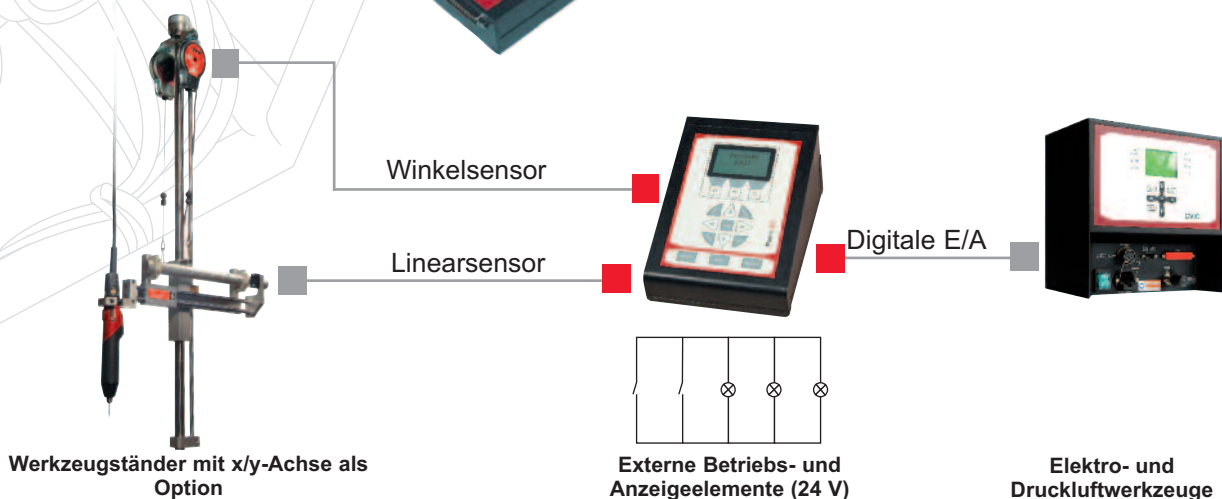 Winkelsensor
Linearsensor
Digitale E/A
Werkzeugständer mit x/y-Achse als
Option
Externe Betriebs- und
Anzeigeelemente (24 V)
Elektro- und
Druckluftwerkzeuge